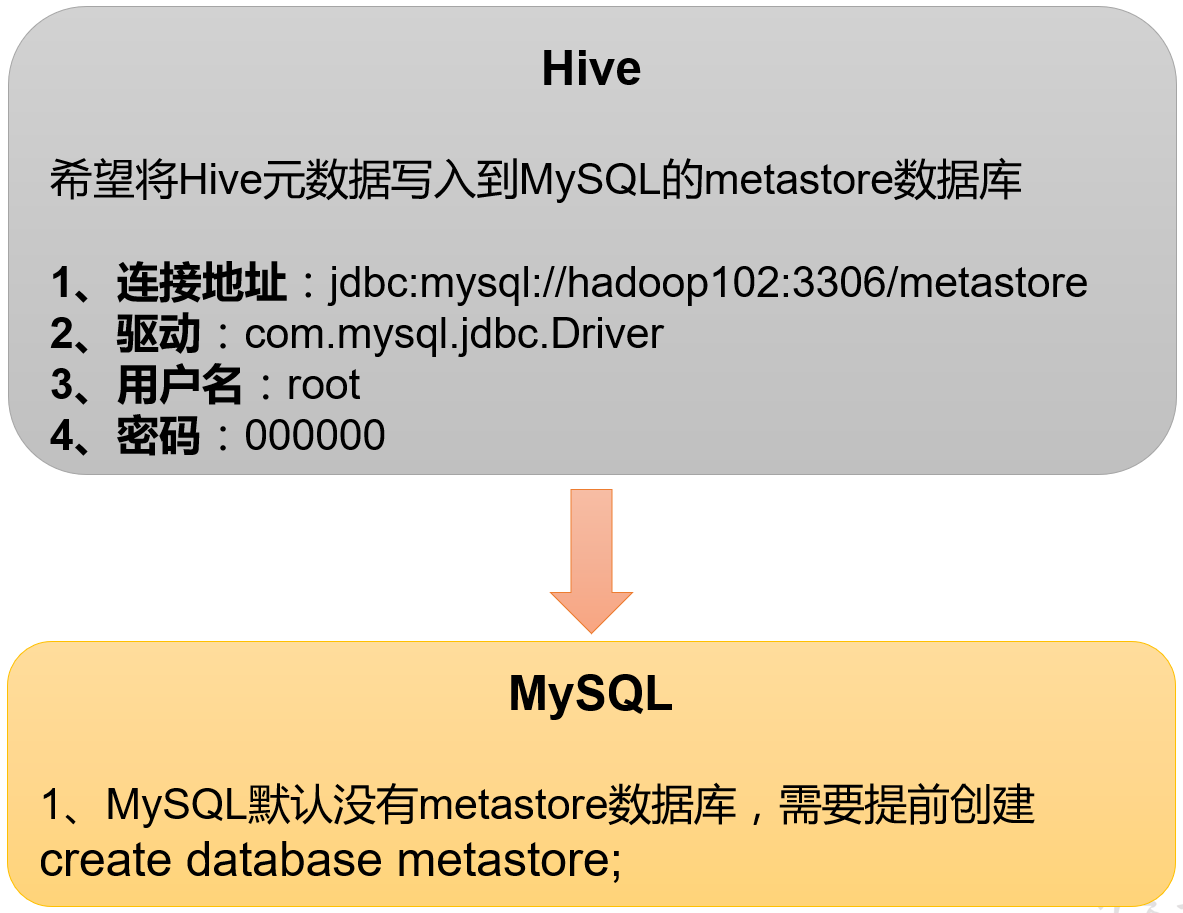 Hive
希望将Hive元数据写入到MySQL的metastore数据库
1、连接地址：jdbc:mysql://hadoop102:3306/metastore
2、驱动：com.mysql.jdbc.Driver
3、用户名：root
4、密码：000000
MySQL
1、MySQL默认没有metastore数据库，需要提前创建
create database metastore;